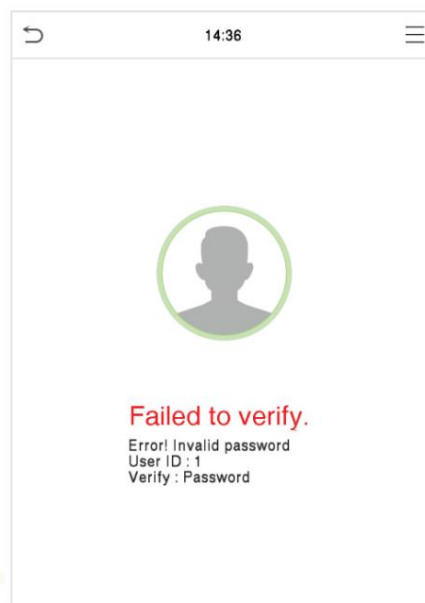 14:36
Failed to verify.
Error! Invalid password
User ID : 1
Verify : Password